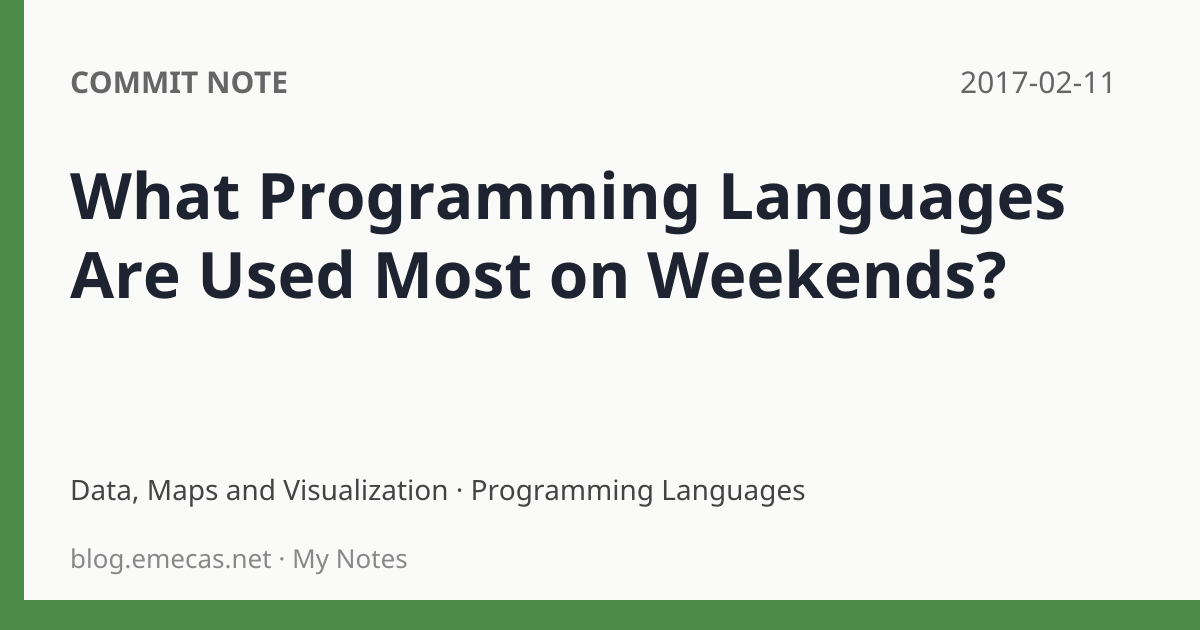 COMMIT NOTE
2017-02-11
What Programming Languages
Are Used Most on Weekends?
Data, Maps and Visualization · Programming Languages
blog.emecas.net · My Notes